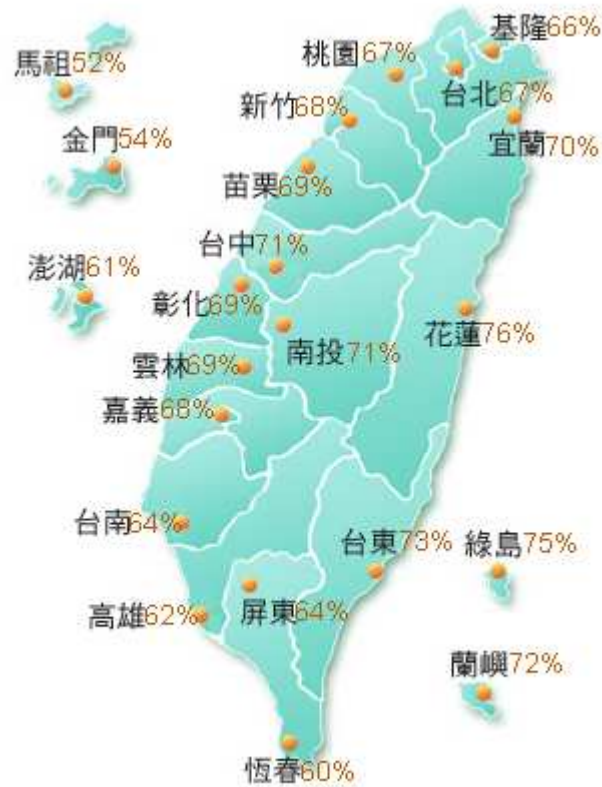 基隆66%
桃園67%
馬祖52%
台北67%
新竹68%
金門54%
宜蘭70%
苗栗69%
台中71%
澎湖61%
彰化69%
花蓮76%
南投71%
雲林69%
嘉義68%
台南64%
台東73%
綠島75%
高雄62%
屏東64%
蘭嶼72%
恆春60%